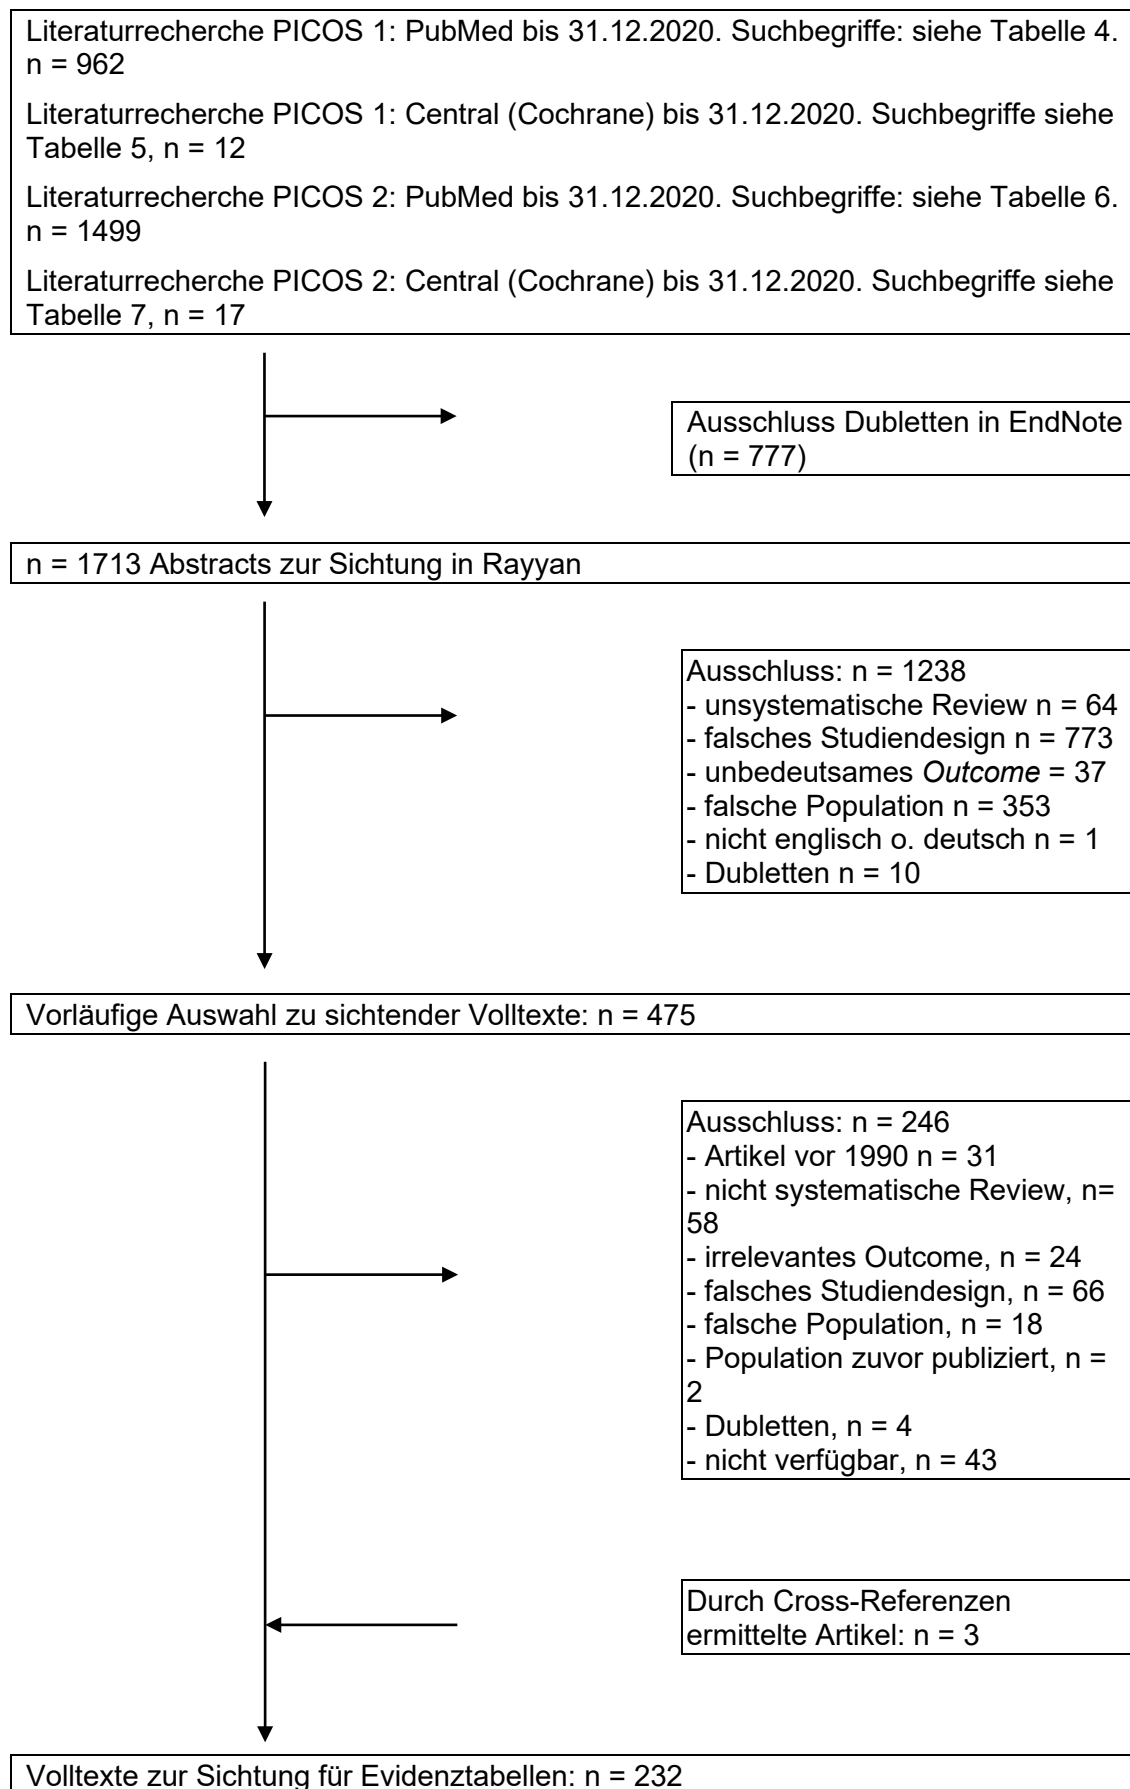 Literaturrecherche PICOS 1: PubMed bis 31.12.2020. Suchbegriffe: siehe Tabelle 4.
n = 962
Literaturrecherche PICOS 1: Central (Cochrane) bis 31.12.2020. Suchbegriffe siehe
Tabelle 5, n = 12
Literaturrecherche PICOS 2: PubMed bis 31.12.2020. Suchbegriffe: siehe Tabelle 6.
n = 1499
Literaturrecherche PICOS 2: Central (Cochrane) bis 31.12.2020. Suchbegriffe siehe
Tabelle 7, n = 17
Ausschluss Dubletten in EndNote
(n = 777)
n = 1713 Abstracts zur Sichtung in Rayyan
Ausschluss: n = 1238
- unsystematische Review n = 64
- falsches Studiendesign n = 773
- unbedeutsames Outcome = 37
- falsche Population n = 353
- nicht englisch o. deutsch n = 1
- Dubletten n = 10
Vorläufige Auswahl zu sichtender Volltexte: n = 475
Ausschluss: n = 246
- Artikel vor 1990 n = 31
- nicht systematische Review, n=
58
- irrelevantes Outcome, n = 24
- falsches Studiendesign, n = 66
- falsche Population, n = 18
- Population zuvor publiziert, n =
2
- Dubletten, n = 4
- nicht verfügbar, n = 43
Durch Cross-Referenzen
ermittelte Artikel: n = 3
Volltexte zur Sichtung für Evidenztabellen: n = 232